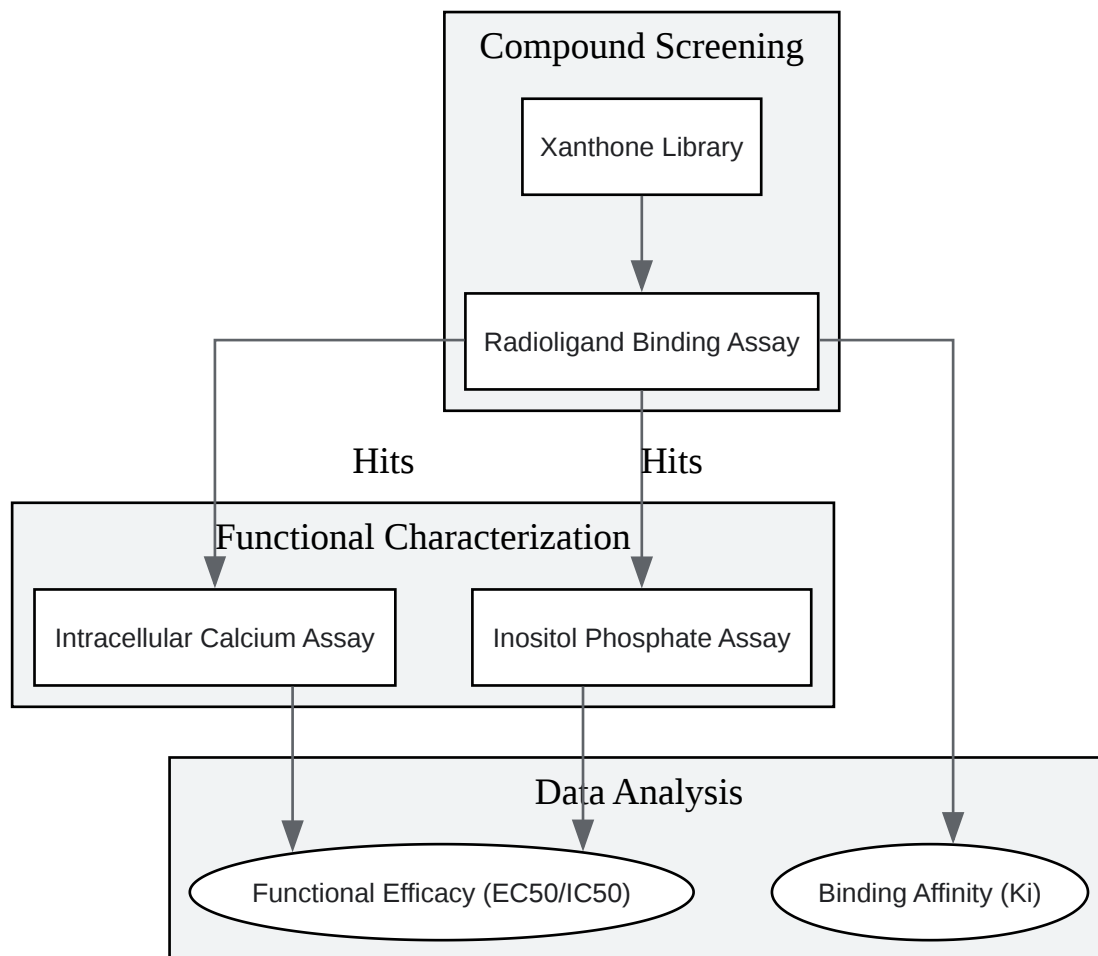 Compound Screening
Xanthone Library
Radioligand Binding Assay
Hits
Hits
Functional Characterization
Intracellular Calcium Assay
Inositol Phosphate Assay
Data Analysis
Functional Efficacy (EC50/IC50)
Binding Affinity (Ki)